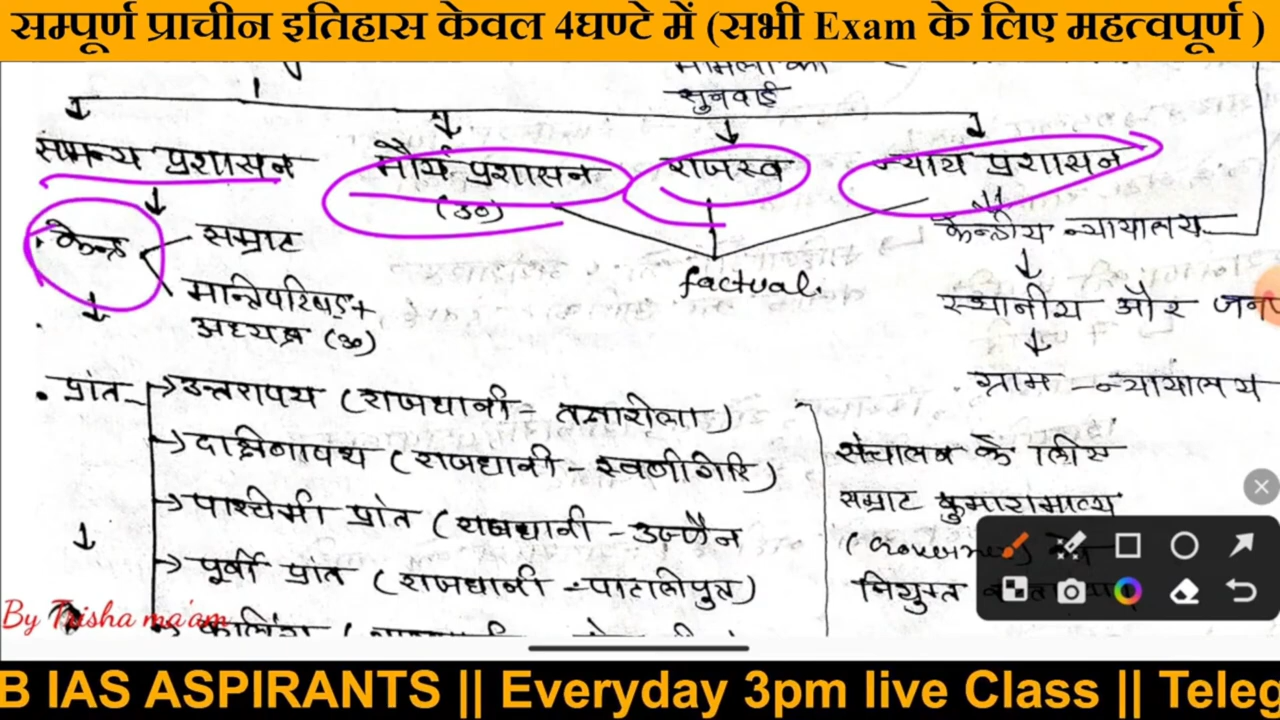 सम्पूर्ण प्राचीन इतिहास केवल 4घण्टे में (सभी Exam के लिए महत्वपूर्ण )
सुनवाई
सामन्य प्रशासन
मौर्य प्रशासन
(30)
राजस्व
न्याय प्रशासन
केन्द्र
सम्राट
मान्त्रिपरिषद+
अध्यक्ष (30)
factual.
केन्द्रीय न्यायालय
स्थानीय और
ग्राम - न्यायालय
प्रांत
उत्तरापथ (राजधानी - तक्षशिला)
दाक्षिणापथ (राजधानी - स्वर्णगिरि)
पाश्चिमी प्रांत (राजधानी - उज्जैन
पूर्वी प्रांत (राजधानी - पाटलीपुत्र)
संचालन के लिए
सम्राट कुमारामात्य
नियुक्त
By Trisha ma'am
B IAS ASPIRANTS || Everyday 3pm live Class || Teleg